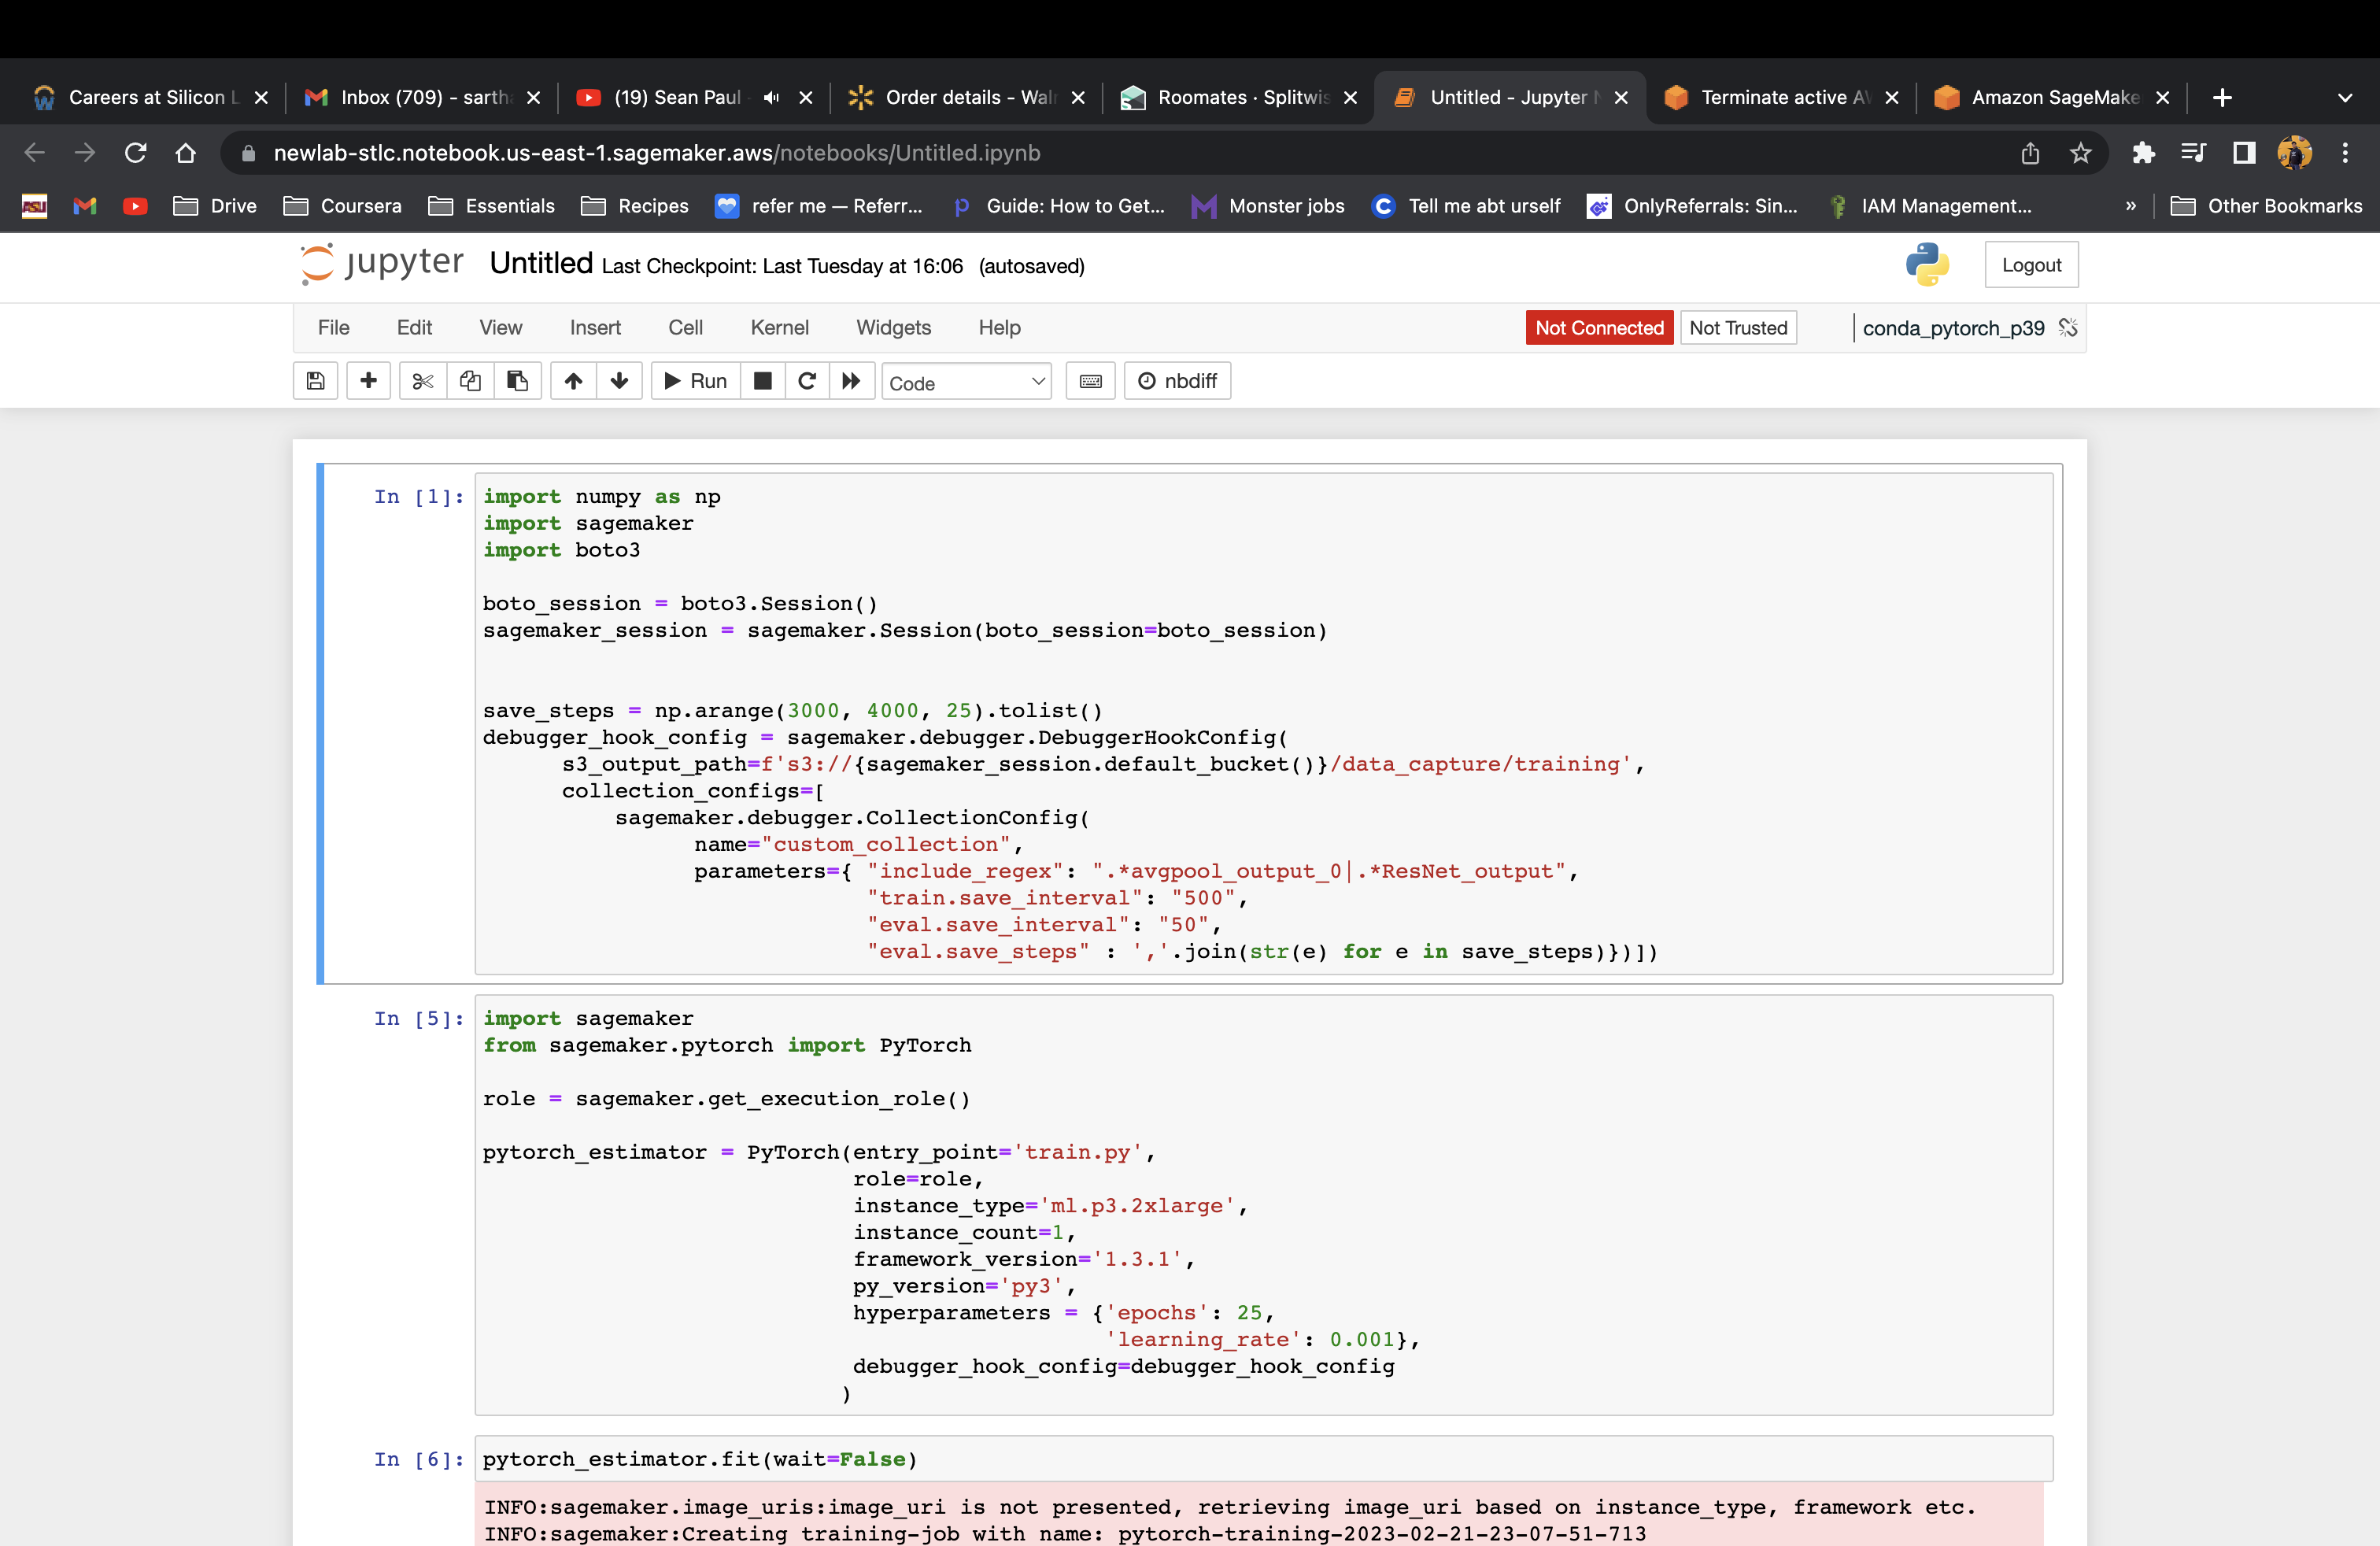 Careers at Silicon L
Inbox (709) - sarth
(19) Sean Paul -
Order details - Wal
Roomates · Splitwis
Untitled - Jupyter N
Terminate active AV
Amazon SageMake
newlab-stlc.notebook.us-east-1.sagemaker.aws/notebooks/Untitled.ipynb
ASU
Drive
Coursera
Essentials
Recipes
refer me — Referr...
Guide: How to Get...
Monster jobs
Tell me abt urself
OnlyReferrals: Sin...
IAM Management...
»
Other Bookmarks
jupyter Untitled Last Checkpoint: Last Tuesday at 16:06 (autosaved)
Logout
File Edit View Insert Cell Kernel Widgets Help
Not Connected
Not Trusted
conda_pytorch_p39
Run
Code
nbdiff
In [1]:
import numpy as np
import sagemaker
import boto3
boto_session = boto3.Session()
sagemaker_session = sagemaker.Session(boto_session=boto_session)
save_steps = np.arange(3000, 4000, 25).tolist()
debugger_hook_config = sagemaker.debugger.DebuggerHookConfig(
s3_output_path=f's3://{sagemaker_session.default_bucket()}/data_capture/training',
collection_configs=[
sagemaker.debugger.CollectionConfig(
name="custom_collection",
parameters={ "include_regex": ".*avgpool_output_0|.*ResNet_output",
"train.save_interval": "500",
"eval.save_interval": "50",
"eval.save_steps" : ','.join(str(e) for e in save_steps)})])
In [5]:
import sagemaker
from sagemaker.pytorch import PyTorch
role = sagemaker.get_execution_role()
pytorch_estimator = PyTorch(entry_point='train.py',
role=role,
instance_type='ml.p3.2xlarge',
instance_count=1,
framework_version='1.3.1',
py_version='py3',
hyperparameters = {'epochs': 25,
'learning_rate': 0.001},
debugger_hook_config=debugger_hook_config
)
In [6]:
pytorch_estimator.fit(wait=False)
INFO:sagemaker.image_uris:image_uri is not presented, retrieving image_uri based on instance_type, framework etc.
INFO:sagemaker:Creating training-job with name: pytorch-training-2023-02-21-23-07-51-713